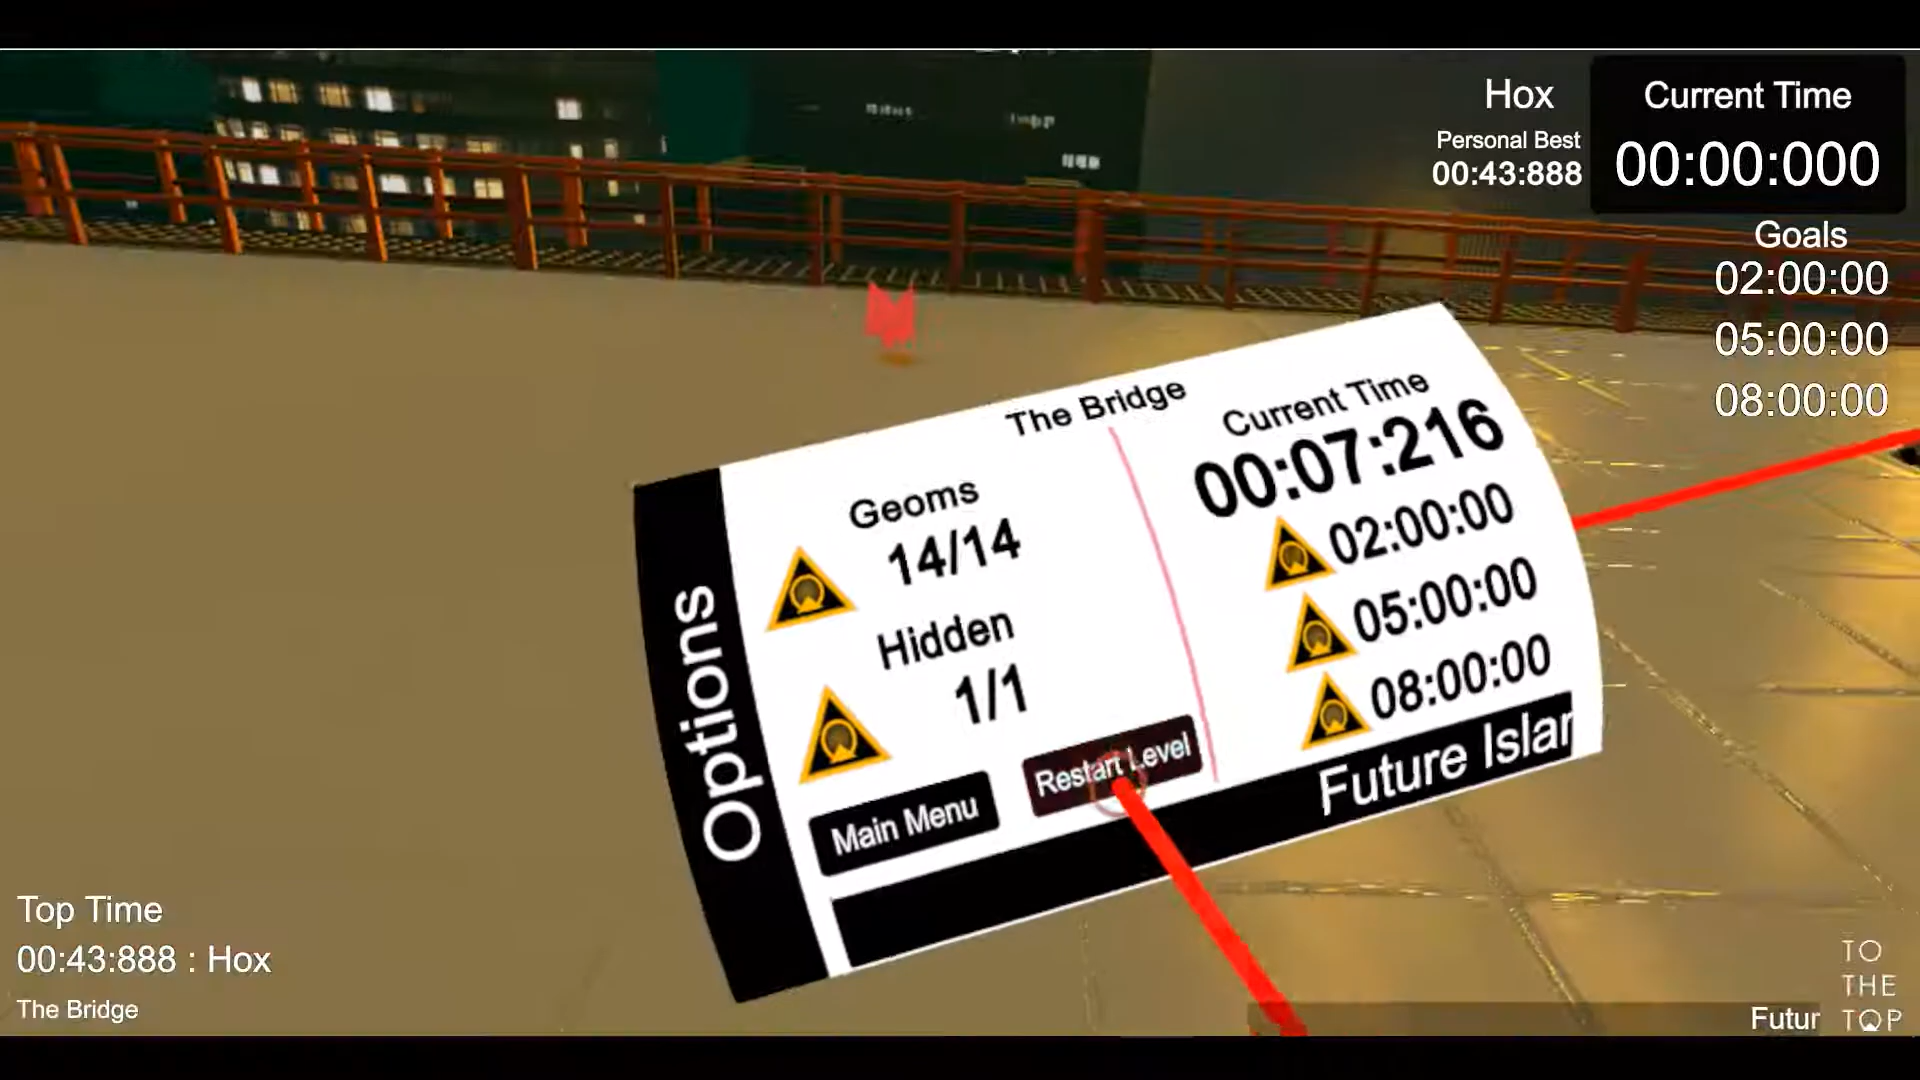 Hox
Personal Best
00:43:888
Current Time
00:00:000
Goals
02:00:00
05:00:00
08:00:00
The Bridge
Current Time
00:07:216
Geoms
14/14
02:00:00
05:00:00
08:00:00
Hidden
1/1
Options
Main Menu
Restart Level
Future Islan
Top Time
00:43:888 : Hox
The Bridge
Futur
TO
THE
TOP